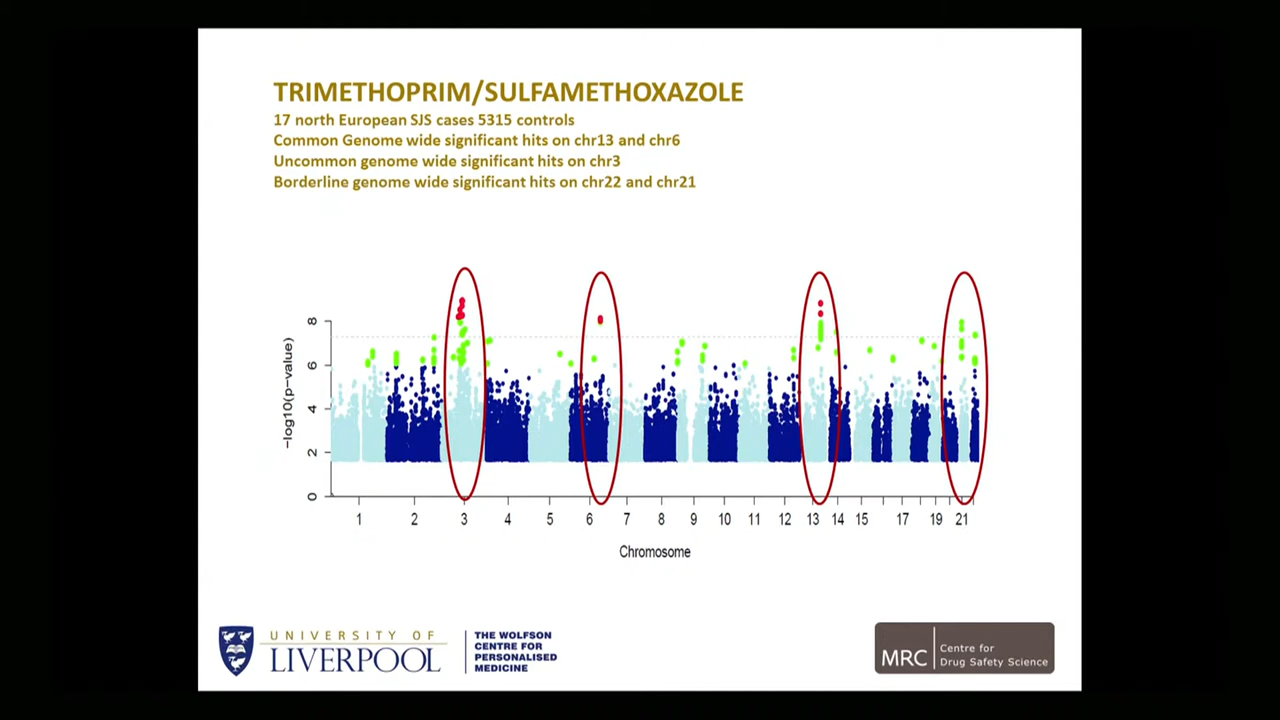 TRIMETHOPRIM/SULFAMETHOXAZOLE
17 north European SJS cases 5315 controls
Common Genome wide significant hits on chr13 and chr6
Uncommon genome wide significant hits on chr3
Borderline genome wide significant hits on chr22 and chr21
8
6
4
2
0
−log10(p−value)
1 2 3 4 5 6 7 8 9 10 11 12 13 14 15 17 19 21
Chromosome
UNIVERSITY OF
LIVERPOOL
THE WOLFSON
CENTRE FOR
PERSONALISED
MEDICINE
MRC
Centre for
Drug Safety Science